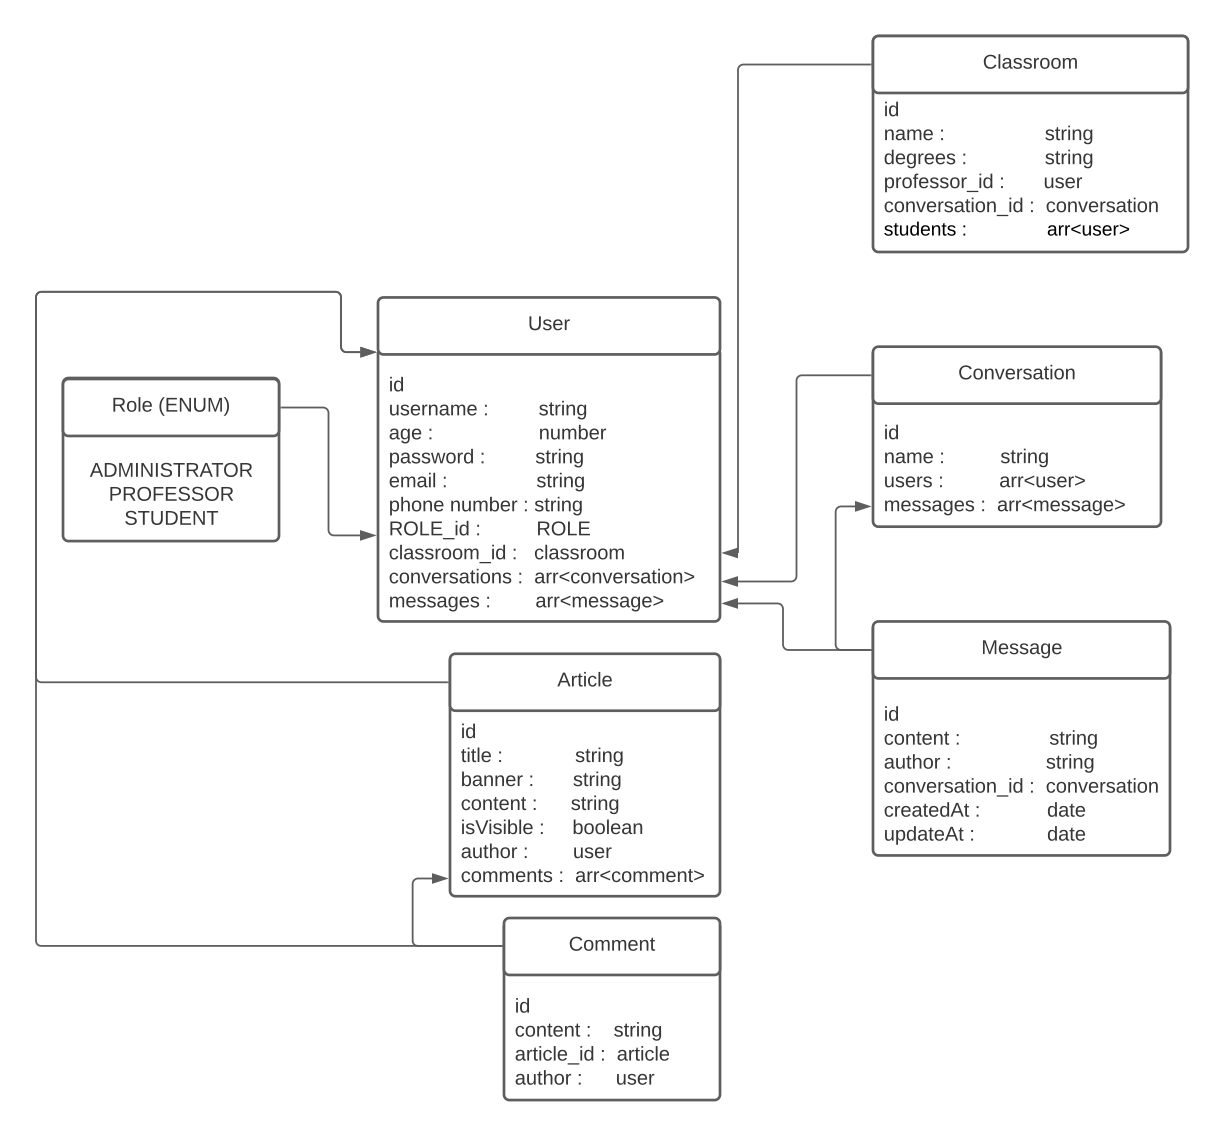 Classroom
id
name : string
degrees : string
professor_id : user
conversation_id : conversation
students : arr<user>
User
id
username : string
age : number
password : string
email : string
phone number : string
ROLE_id : ROLE
classroom_id : classroom
conversations : arr<conversation>
messages : arr<message>
Role (ENUM)
ADMINISTRATOR
PROFESSOR
STUDENT
Conversation
id
name : string
users : arr<user>
messages : arr<message>
Article
id
title : string
banner : string
content : string
isVisible : boolean
author : user
comments : arr<comment>
Message
id
content : string
author : string
conversation_id : conversation
createdAt : date
updateAt : date
Comment
id
content : string
article_id : article
author : user